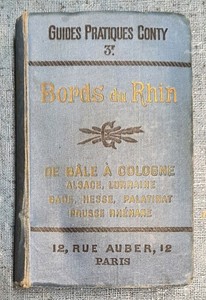 GUIDES PRATIQUES CONTY
3f
Bords du Rhin
DE BÂLE À COLOGNE
ALSACE, LORRAINE
BADE, HESSE, PALATINAT
PRUSSE RHÉNANE
12, RUE AUBER, 12
PARIS